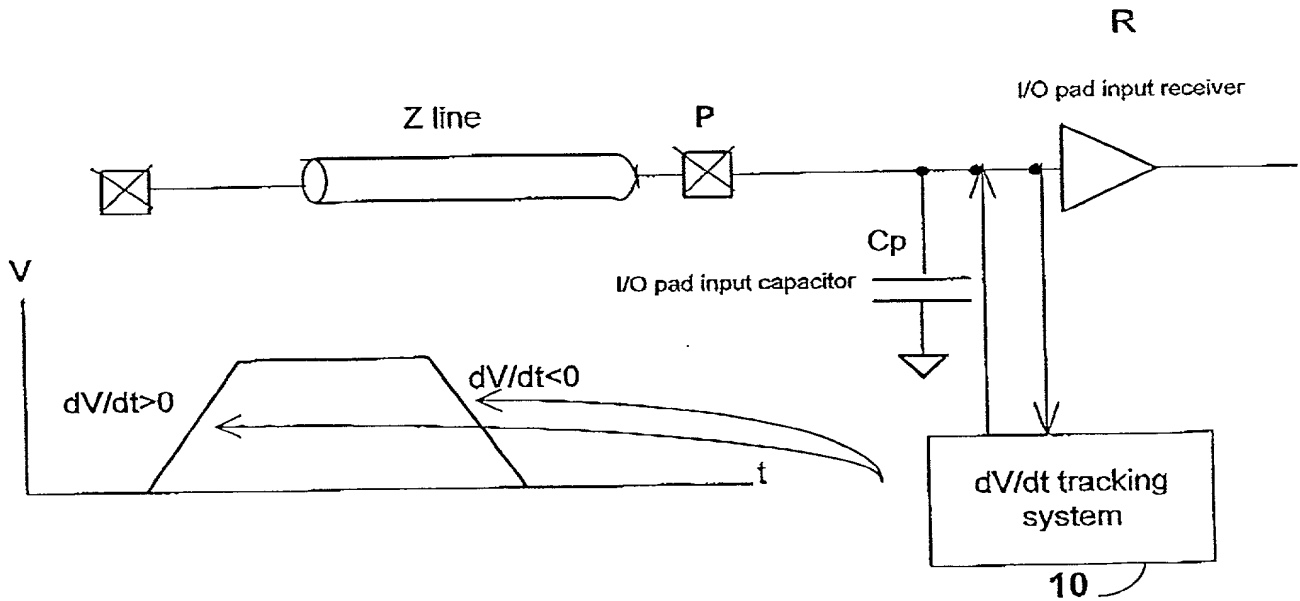 R
I/O pad input receiver
Z line
P
Cp
I/O pad input capacitor
V
dV/dt>0
dV/dt<0
t
dV/dt tracking
system
10